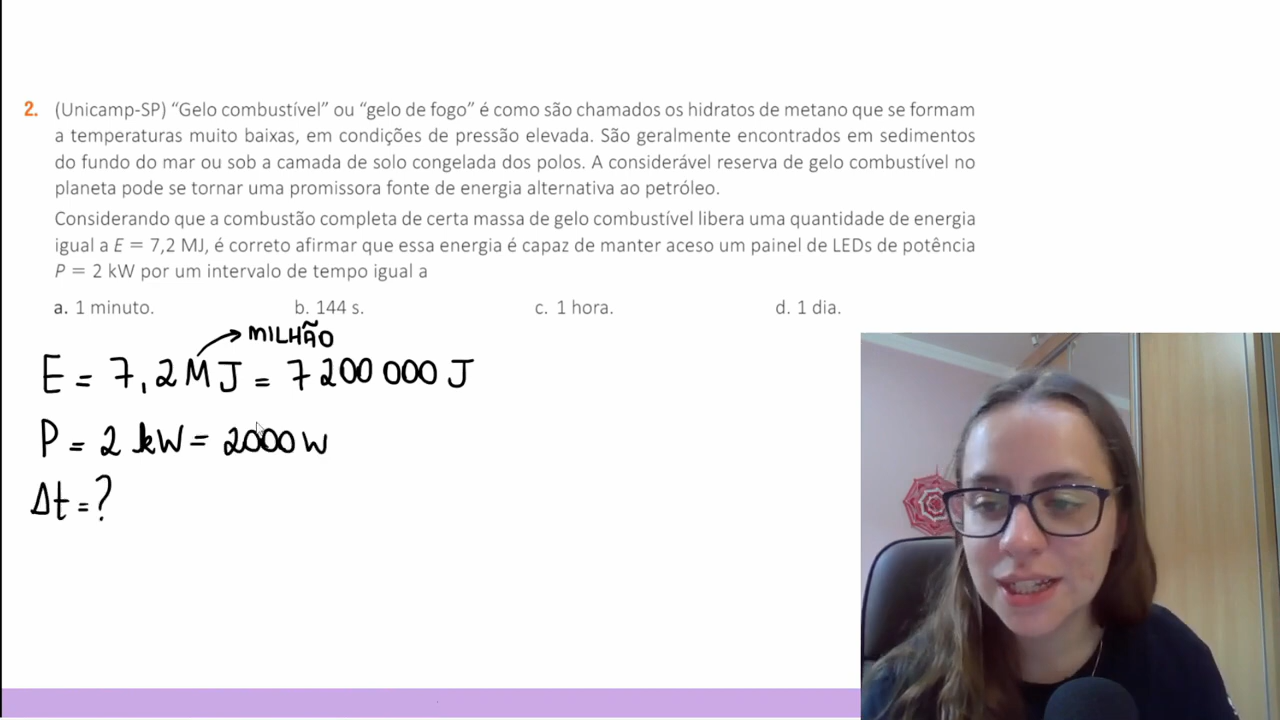 2. (Unicamp-SP) “Gelo combustível” ou “gelo de fogo” é como são chamados os hidratos de metano que se formam
a temperaturas muito baixas, em condições de pressão elevada. São geralmente encontrados em sedimentos
do fundo do mar ou sob a camada de solo congelada dos polos. A considerável reserva de gelo combustível no
planeta pode se tornar uma promissora fonte de energia alternativa ao petróleo.
Considerando que a combustão completa de certa massa de gelo combustível libera uma quantidade de energia
igual a E = 7,2 MJ, é correto afirmar que essa energia é capaz de manter aceso um painel de LEDs de potência
P = 2 kW por um intervalo de tempo igual a
a. 1 minuto. b. 144 s. c. 1 hora. d. 1 dia.
MILHÃO
E = 7,2 MJ = 7 200 000 J
P = 2 kW = 2000 W
Δt = ?